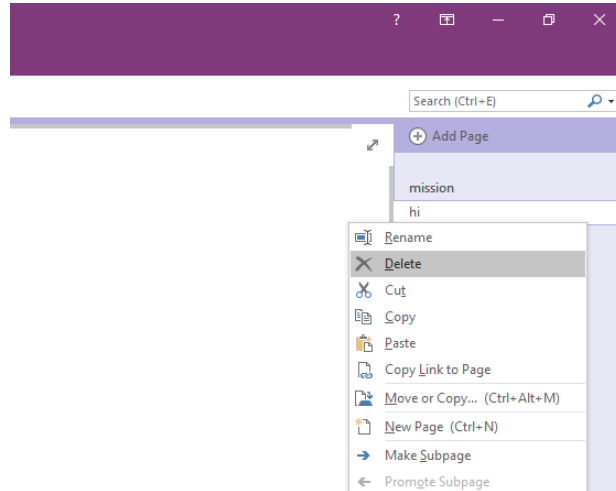 ?
Search (Ctrl+E)
Add Page
mission
hi
Rename
Delete
Cut
Copy
Paste
Copy Link to Page
Move or Copy... (Ctrl+Alt+M)
New Page (Ctrl+N)
Make Subpage
Promote Subpage